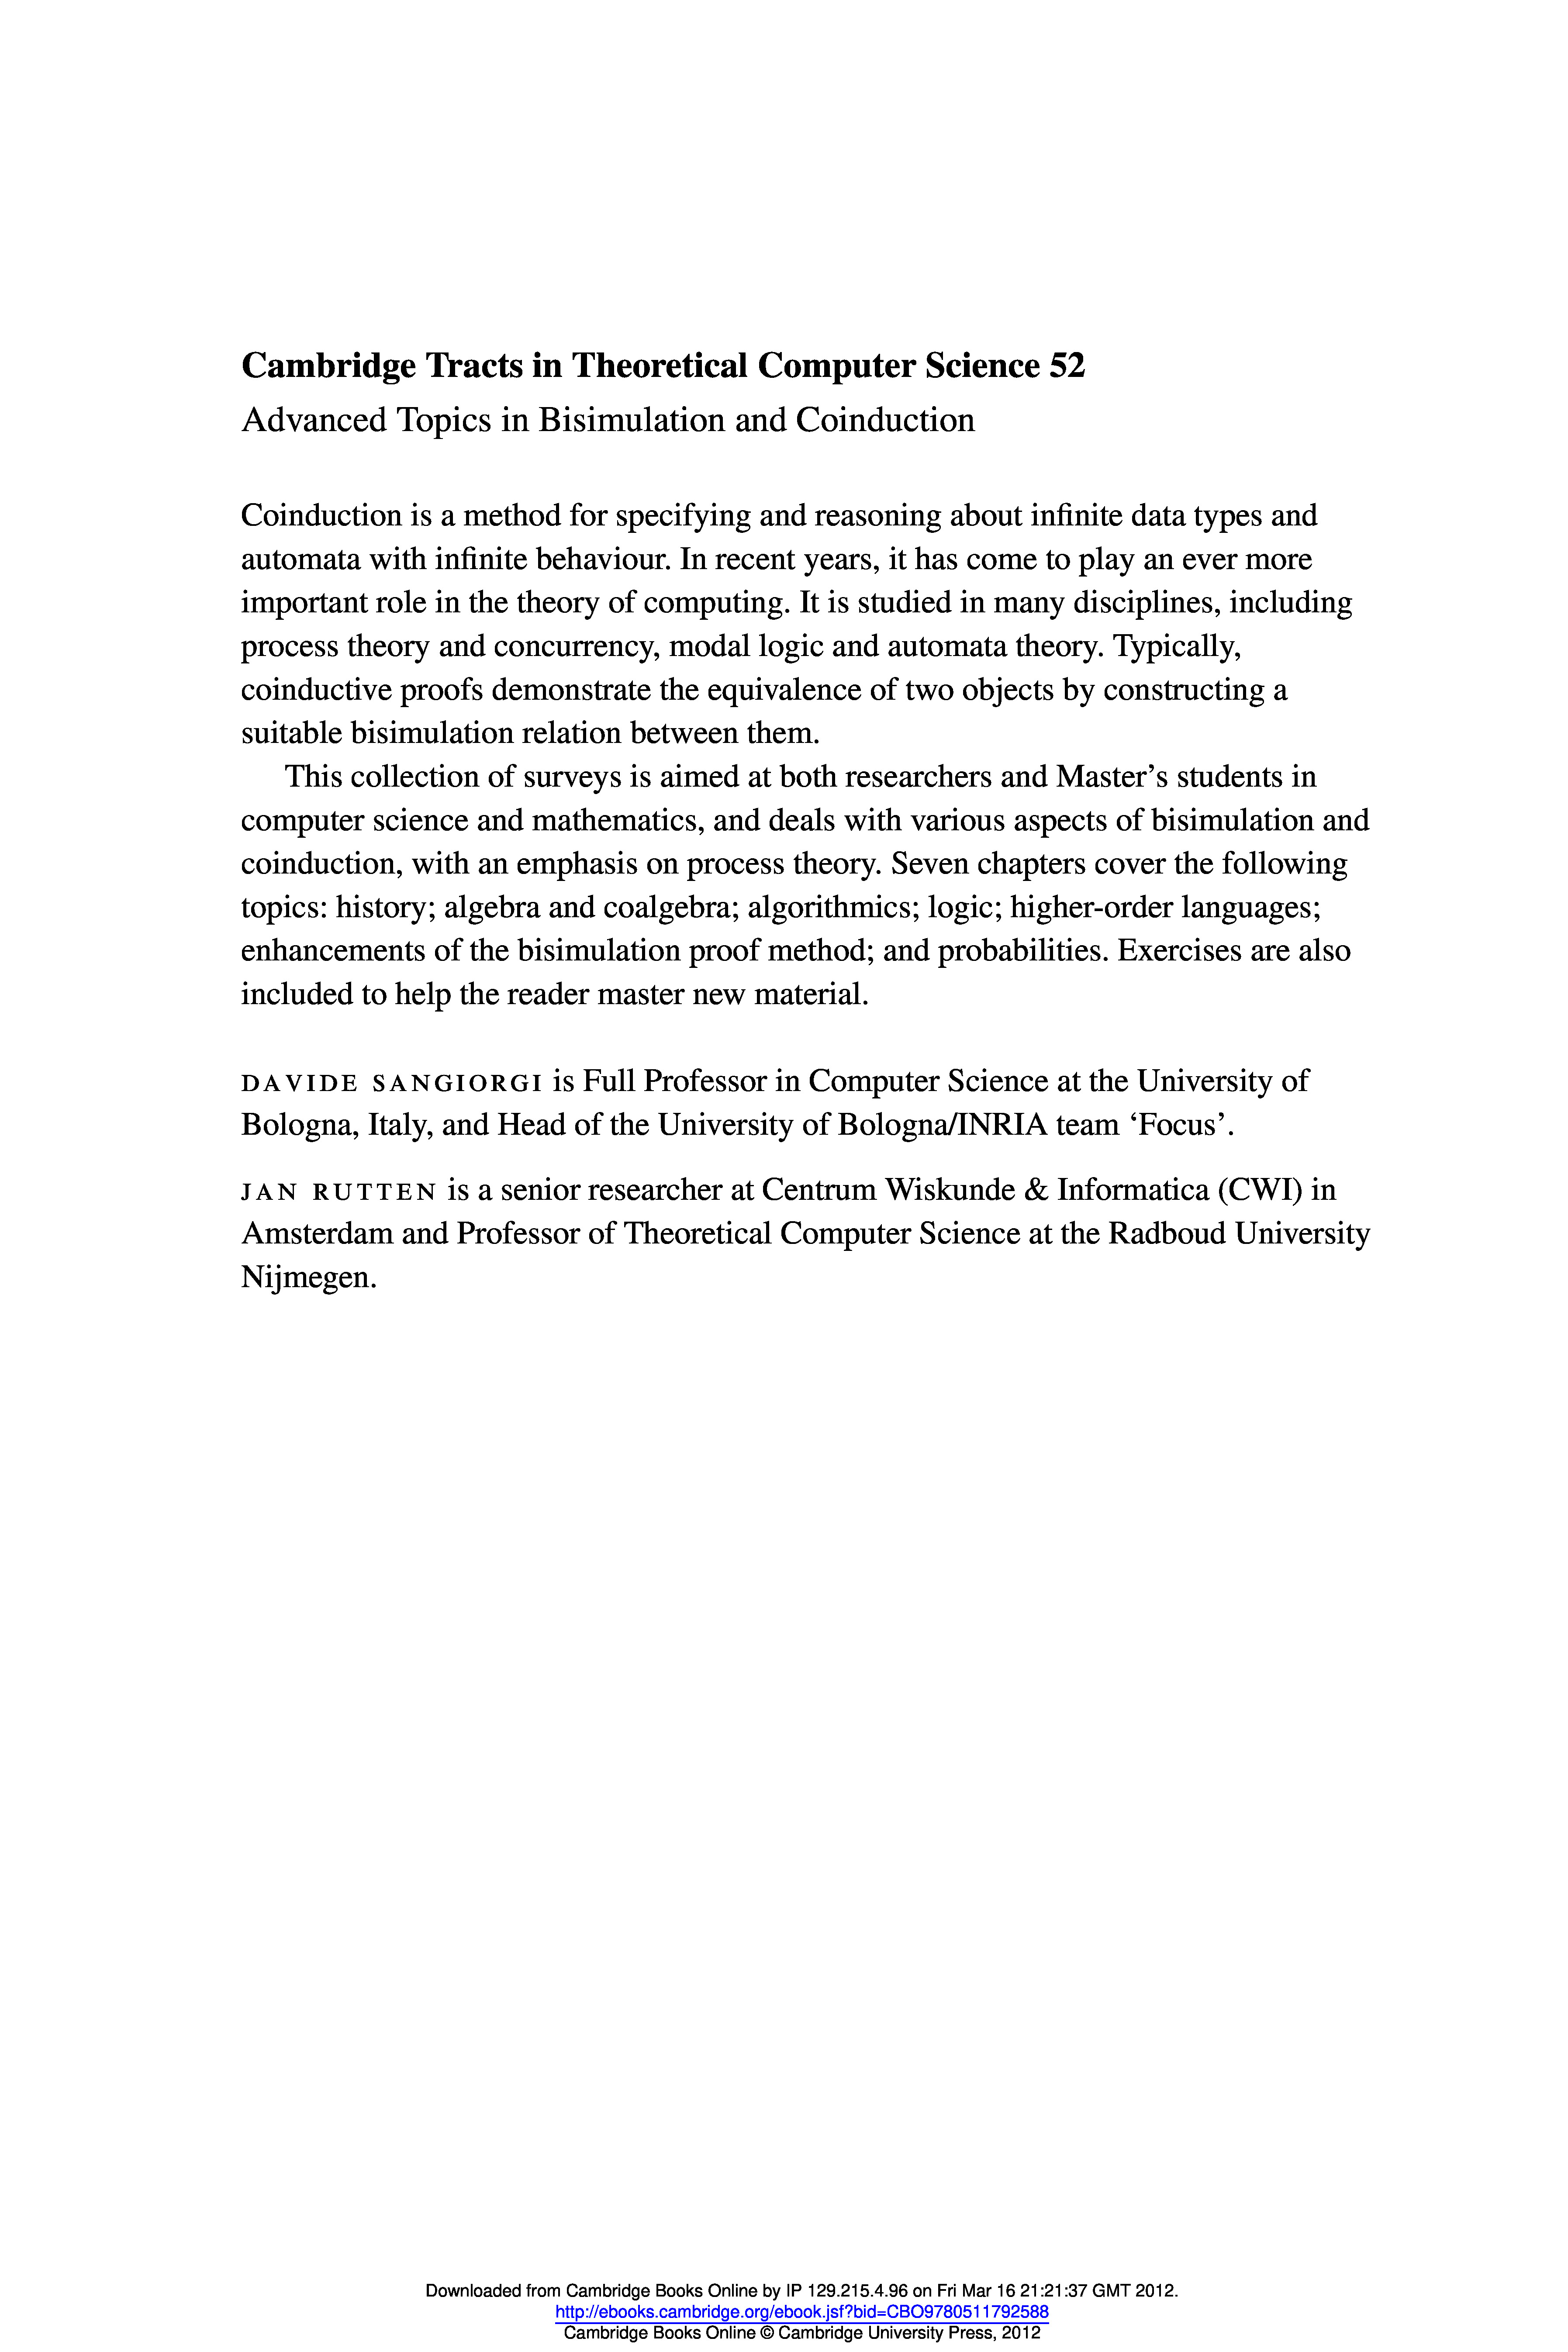 Cambridge Tracts in Theoretical Computer Science 52
Advanced Topics in Bisimulation and Coinduction
Coinduction is a method for specifying and reasoning about infinite data types and
automata with infinite behaviour. In recent years, it has come to play an ever more
important role in the theory of computing. It is studied in many disciplines, including
process theory and concurrency, modal logic and automata theory. Typically,
coinductive proofs demonstrate the equivalence of two objects by constructing a
suitable bisimulation relation between them.
This collection of surveys is aimed at both researchers and Master’s students in
computer science and mathematics, and deals with various aspects of bisimulation and
coinduction, with an emphasis on process theory. Seven chapters cover the following
topics: history; algebra and coalgebra; algorithmics; logic; higher-order languages;
enhancements of the bisimulation proof method; and probabilities. Exercises are also
included to help the reader master new material.
DAVIDE SANGIORGI is Full Professor in Computer Science at the University of
Bologna, Italy, and Head of the University of Bologna/INRIA team ‘Focus’.
JAN RUTTEN is a senior researcher at Centrum Wiskunde & Informatica (CWI) in
Amsterdam and Professor of Theoretical Computer Science at the Radboud University
Nijmegen.
Downloaded from Cambridge Books Online by IP 129.215.4.96 on Fri Mar 16 21:21:37 GMT 2012.
http://ebooks.cambridge.org/ebook.jsf?bid=CBO9780511792588
Cambridge Books Online © Cambridge University Press, 2012